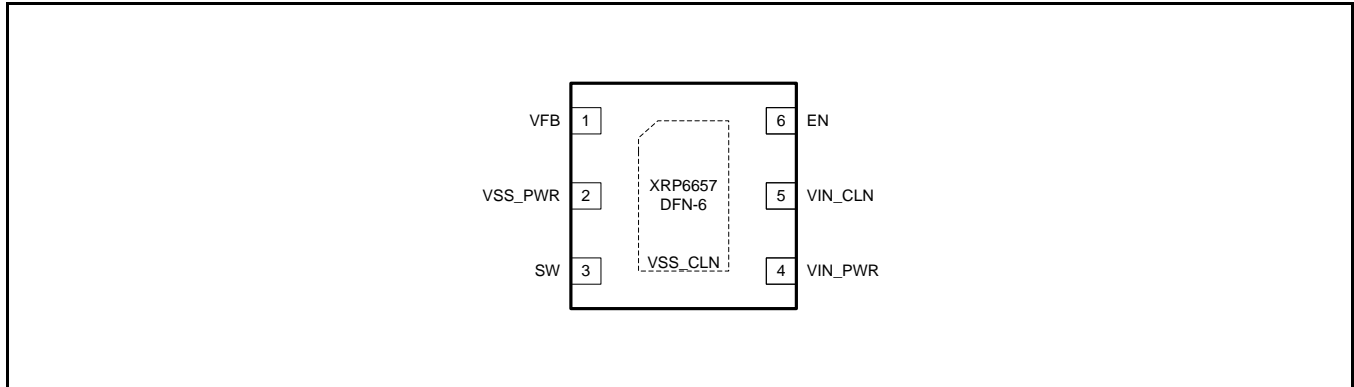 VFB 1
6 EN
VSS_PWR 2
XRP6657
DFN-6
5 VIN_CLN
SW 3
VSS_CLN
4 VIN_PWR